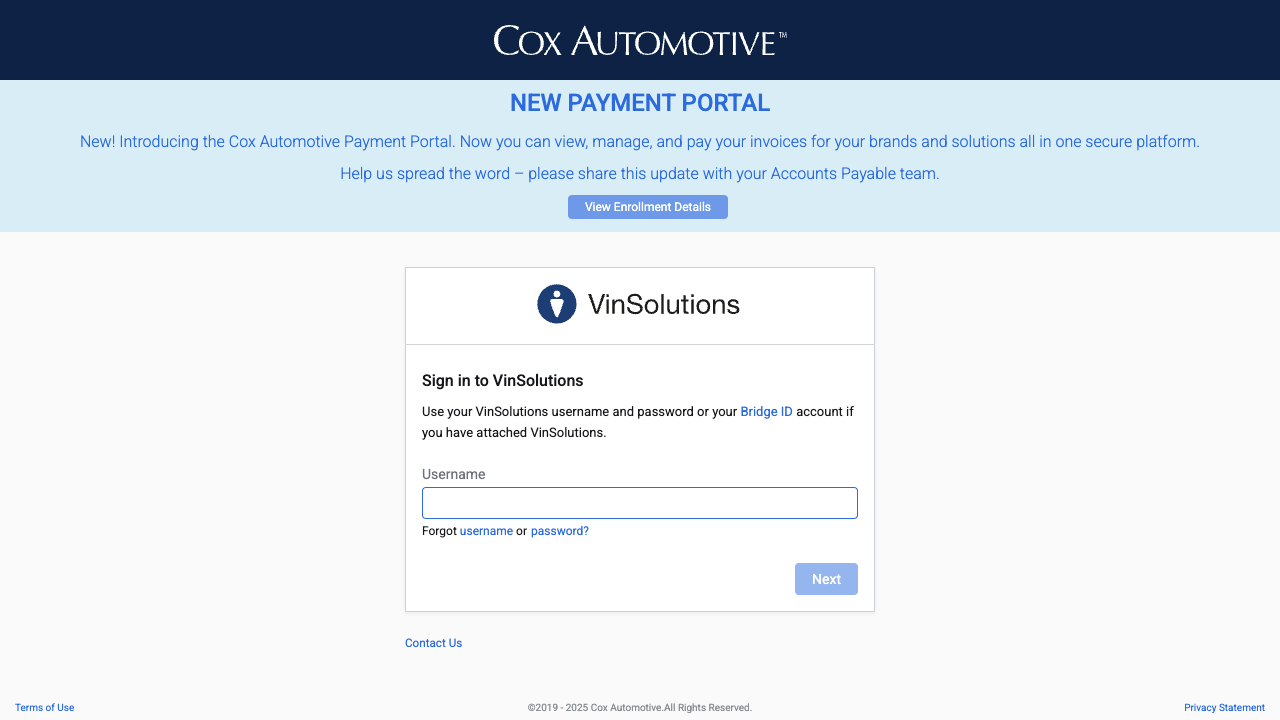 COX AUTOMOTIVE™
NEW PAYMENT PORTAL
New! Introducing the Cox Automotive Payment Portal. Now you can view, manage, and pay your invoices for your brands and solutions all in one secure platform.
Help us spread the word – please share this update with your Accounts Payable team.
View Enrollment Details
VinSolutions
Sign in to VinSolutions
Use your VinSolutions username and password or your Bridge ID account if
you have attached VinSolutions.
Username
Forgot username or password?
Next
Contact Us
Terms of Use
©2019 - 2025 Cox Automotive.All Rights Reserved.
Privacy Statement